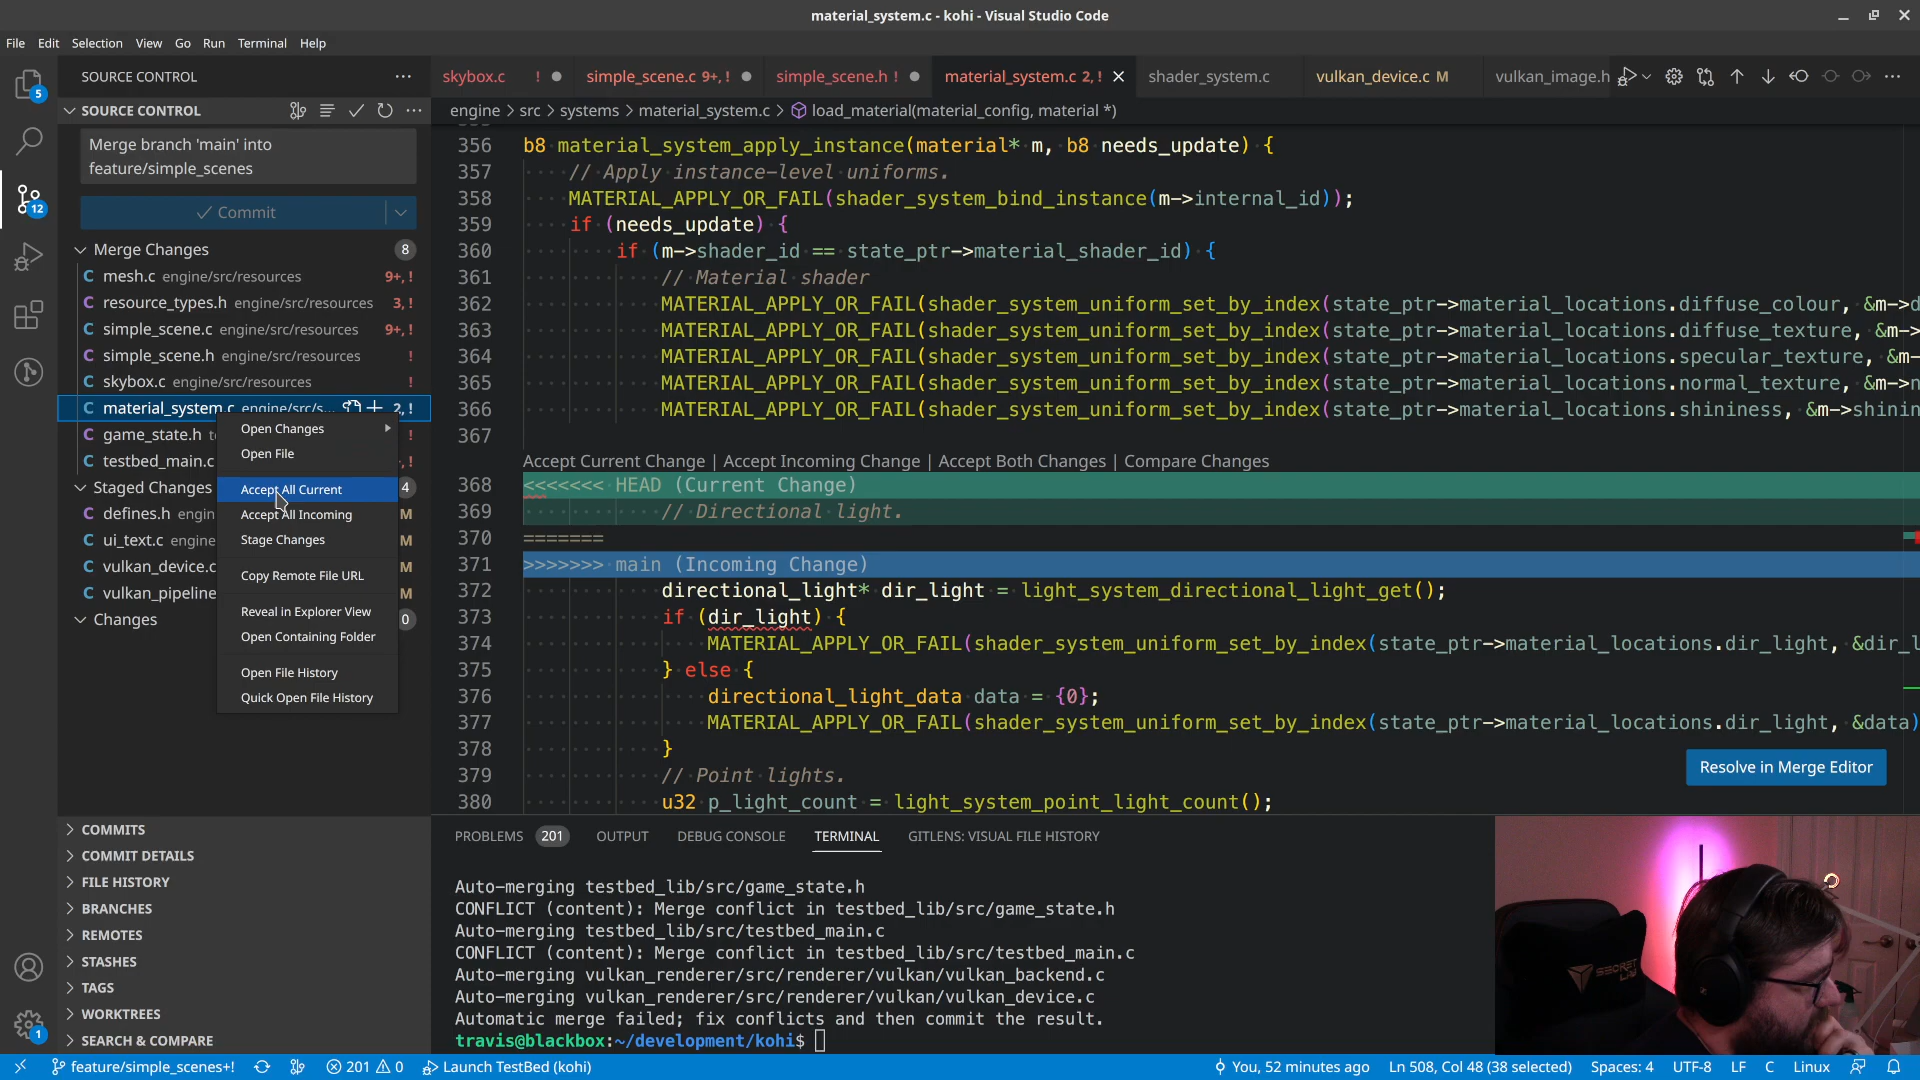 material_system.c - kohi - Visual Studio Code
File Edit Selection View Go Run Terminal Help
SOURCE CONTROL
SOURCE CONTROL
Merge branch 'main' into
feature/simple_scenes
Commit
Merge Changes 8
mesh.c engine/src/resources 9+, !
resource_types.h engine/src/resources 3, !
simple_scene.c engine/src/resources 9+, !
simple_scene.h engine/src/resources !
skybox.c engine/src/resources !
material_system.c engine/src/s... 2, !
game_state.h !
testbed_main.c , !
Staged Changes 4
defines.h engin M
ui_text.c engine M
vulkan_device.c M
vulkan_pipeline M
Changes 0
Open Changes
Open File
Accept All Current
Accept All Incoming
Stage Changes
Copy Remote File URL
Reveal in Explorer View
Open Containing Folder
Open File History
Quick Open File History
COMMITS
COMMIT DETAILS
FILE HISTORY
BRANCHES
REMOTES
STASHES
TAGS
WORKTREES
SEARCH & COMPARE
5
12
1
skybox.c ! simple_scene.c 9+, ! simple_scene.h ! material_system.c 2, ! shader_system.c vulkan_device.c M vulkan_image.h
engine > src > systems > material_system.c > load_material(material_config, material *)
356 b8 material_system_apply_instance(material* m, b8 needs_update) {
357 // Apply instance-level uniforms.
358 MATERIAL_APPLY_OR_FAIL(shader_system_bind_instance(m->internal_id));
359 if (needs_update) {
360 if (m->shader_id == state_ptr->material_shader_id) {
361 // Material shader
362 MATERIAL_APPLY_OR_FAIL(shader_system_uniform_set_by_index(state_ptr->material_locations.diffuse_colour, &m->d
363 MATERIAL_APPLY_OR_FAIL(shader_system_uniform_set_by_index(state_ptr->material_locations.diffuse_texture, &m->
364 MATERIAL_APPLY_OR_FAIL(shader_system_uniform_set_by_index(state_ptr->material_locations.specular_texture, &m-
365 MATERIAL_APPLY_OR_FAIL(shader_system_uniform_set_by_index(state_ptr->material_locations.normal_texture, &m->n
366 MATERIAL_APPLY_OR_FAIL(shader_system_uniform_set_by_index(state_ptr->material_locations.shininess, &m->shinin
367
Accept Current Change | Accept Incoming Change | Accept Both Changes | Compare Changes
368 <<<<<<< HEAD (Current Change)
369 // Directional light.
370 =======
371 >>>>>>> main (Incoming Change)
372 directional_light* dir_light = light_system_directional_light_get();
373 if (dir_light) {
374 MATERIAL_APPLY_OR_FAIL(shader_system_uniform_set_by_index(state_ptr->material_locations.dir_light, &dir_l
375 } else {
376 directional_light_data data = {0};
377 MATERIAL_APPLY_OR_FAIL(shader_system_uniform_set_by_index(state_ptr->material_locations.dir_light, &data)
378 }
379 // Point lights.
380 u32 p_light_count = light_system_point_light_count();
Resolve in Merge Editor
PROBLEMS 201 OUTPUT DEBUG CONSOLE TERMINAL GITLENS: VISUAL FILE HISTORY
Auto-merging testbed_lib/src/game_state.h
CONFLICT (content): Merge conflict in testbed_lib/src/game_state.h
Auto-merging testbed_lib/src/testbed_main.c
CONFLICT (content): Merge conflict in testbed_lib/src/testbed_main.c
Auto-merging vulkan_renderer/src/renderer/vulkan/vulkan_backend.c
Auto-merging vulkan_renderer/src/renderer/vulkan/vulkan_device.c
Automatic merge failed; fix conflicts and then commit the result.
travis@blackbox:~/development/kohi$
feature/simple_scenes+! 201 0 Launch TestBed (kohi) You, 52 minutes ago Ln 508, Col 48 (38 selected) Spaces: 4 UTF-8 LF C Linux